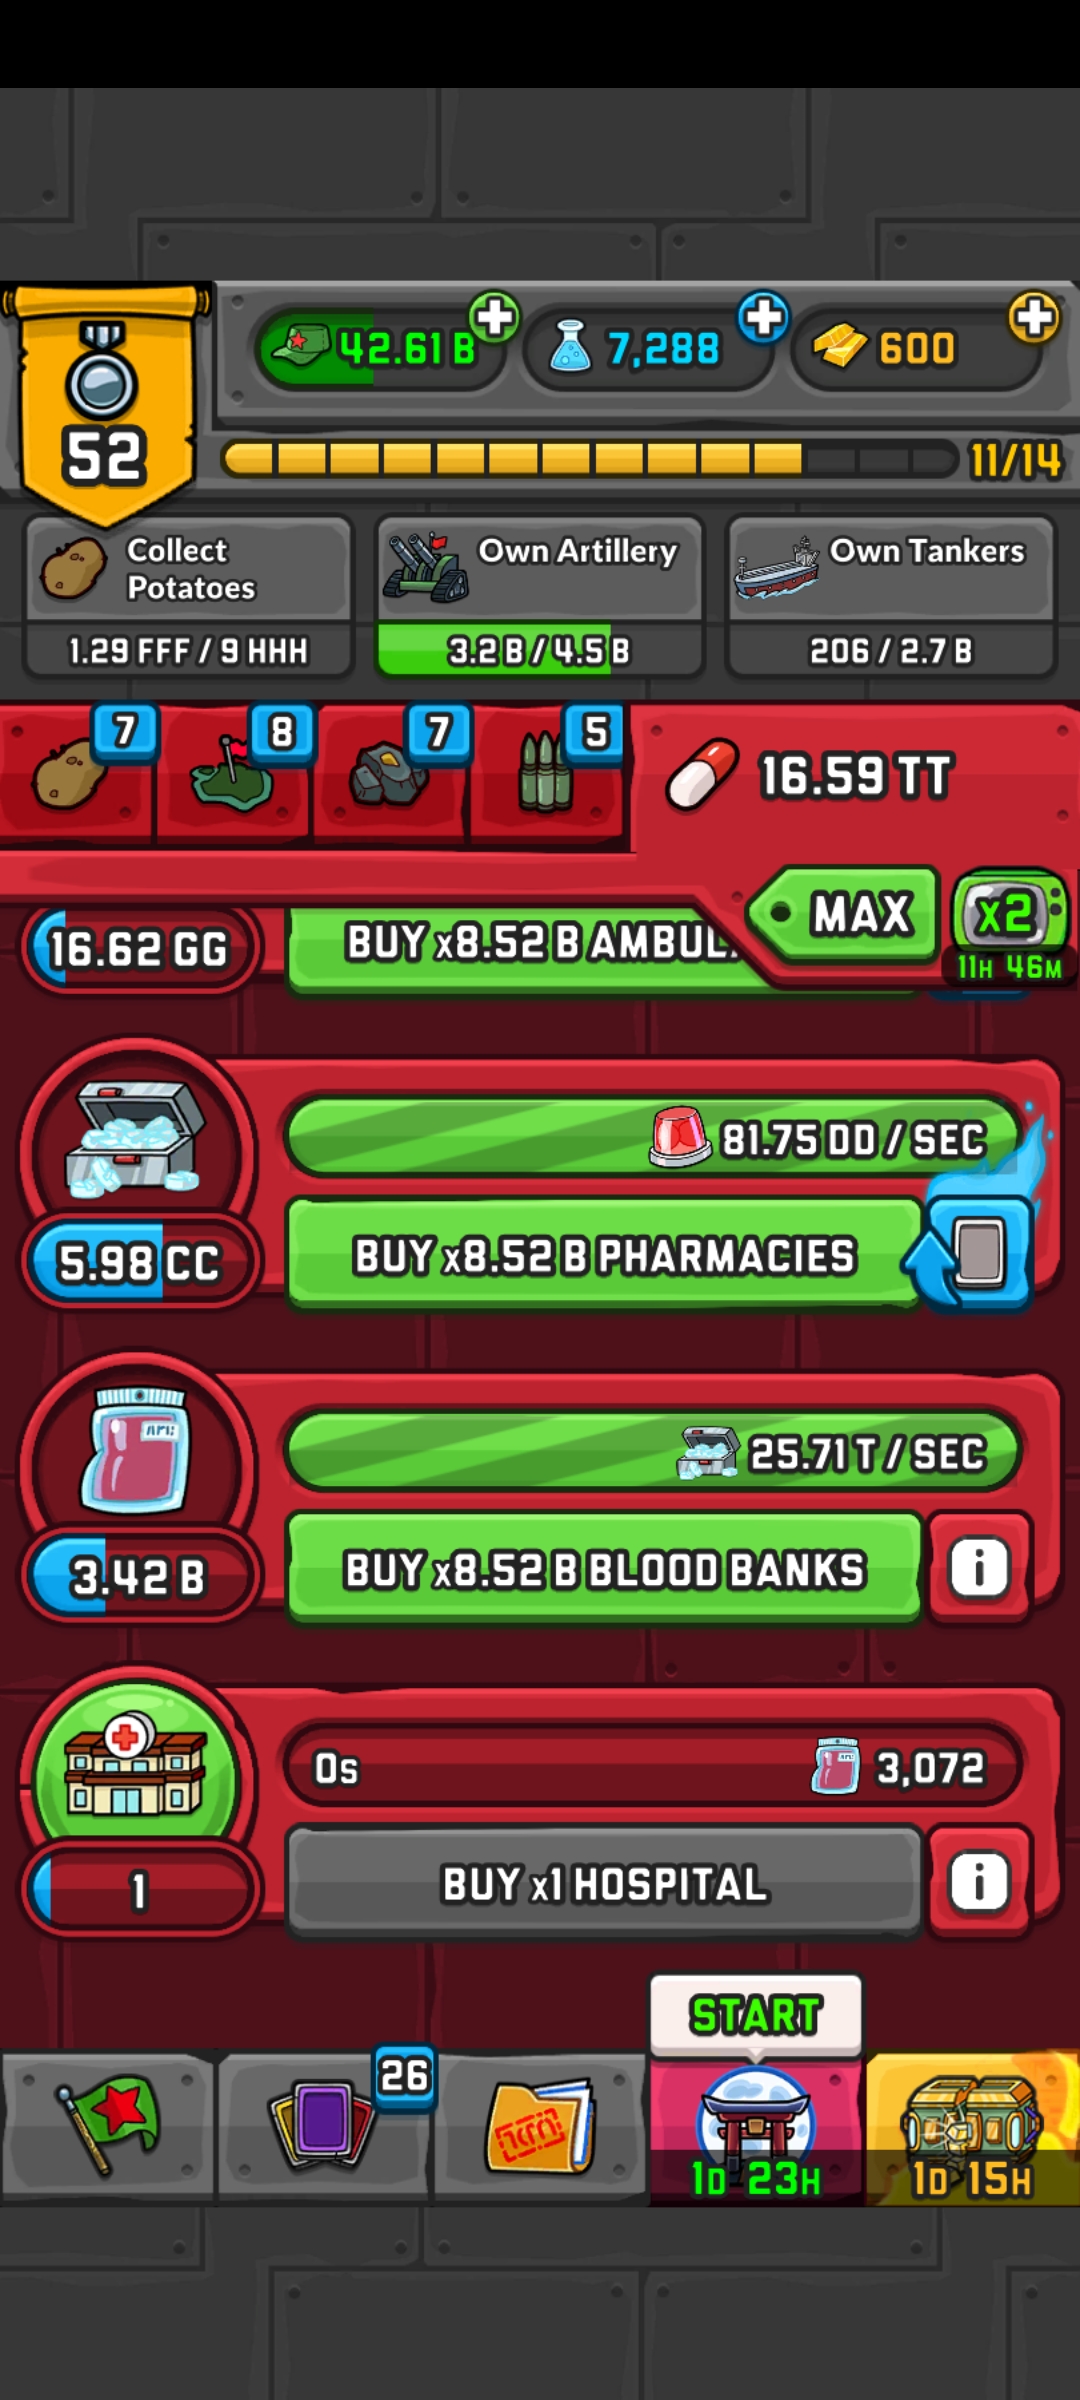 42.61 B
7,288
600
52
11/14
Collect
Potatoes
1.29 FFF / 9 HHH
Own Artillery
3.2 B / 4.5 B
Own Tankers
206 / 2.7 B
7
8
7
5
16.59 TT
MAX
x2
11H 46M
16.62 GG
BUY x8.52 B AMBUL
81.75 DD / SEC
5.98 CC
BUY x8.52 B PHARMACIES
25.71 T / SEC
3.42 B
BUY x8.52 B BLOOD BANKS
i
0s
3,072
1
BUY x1 HOSPITAL
i
START
26
1D 23H
1D 15H